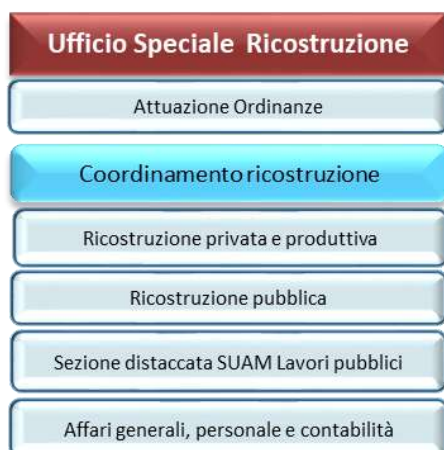 Ufficio Speciale Ricostruzione
Attuazione Ordinanze
Coordinamento ricostruzione
Ricostruzione privata e produttiva
Ricostruzione pubblica
Sezione distaccata SUAM Lavori pubblici
Affari generali, personale e contabilità